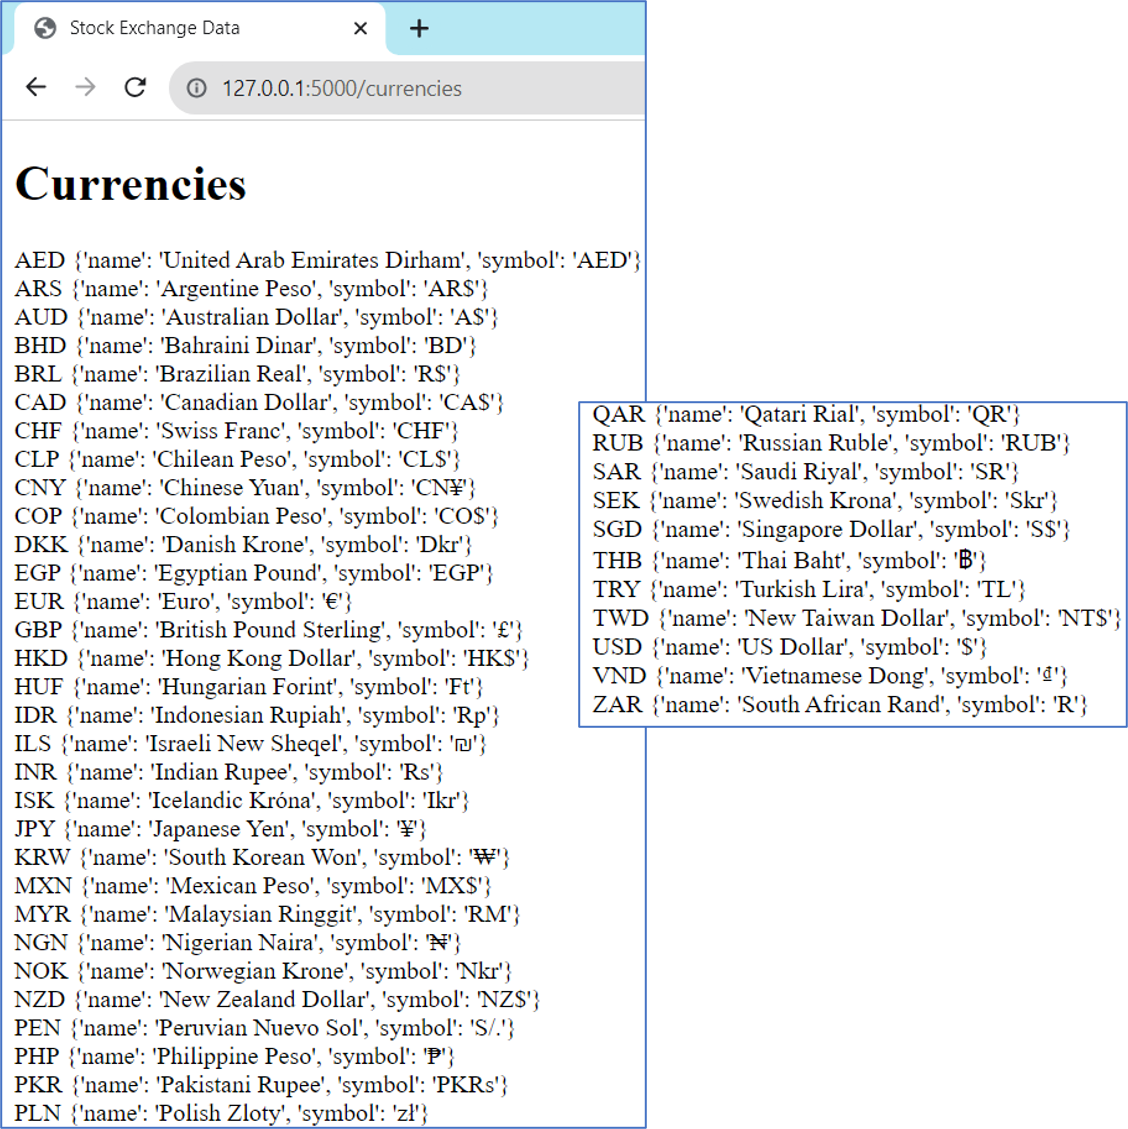 Stock Exchange Data
127.0.0.1:5000/currencies
Currencies
AED {'name': 'United Arab Emirates Dirham', 'symbol': 'AED'}
ARS {'name': 'Argentine Peso', 'symbol': 'AR$'}
AUD {'name': 'Australian Dollar', 'symbol': 'A$'}
BHD {'name': 'Bahraini Dinar', 'symbol': 'BD'}
BRL {'name': 'Brazilian Real', 'symbol': 'R$'}
CAD {'name': 'Canadian Dollar', 'symbol': 'CA$'}
CHF {'name': 'Swiss Franc', 'symbol': 'CHF'}
CLP {'name': 'Chilean Peso', 'symbol': 'CL$'}
CNY {'name': 'Chinese Yuan', 'symbol': 'CN¥'}
COP {'name': 'Colombian Peso', 'symbol': 'CO$'}
DKK {'name': 'Danish Krone', 'symbol': 'Dkr'}
EGP {'name': 'Egyptian Pound', 'symbol': 'EGP'}
EUR {'name': 'Euro', 'symbol': '€'}
GBP {'name': 'British Pound Sterling', 'symbol': '£'}
HKD {'name': 'Hong Kong Dollar', 'symbol': 'HK$'}
HUF {'name': 'Hungarian Forint', 'symbol': 'Ft'}
IDR {'name': 'Indonesian Rupiah', 'symbol': 'Rp'}
ILS {'name': 'Israeli New Sheqel', 'symbol': '₪'}
INR {'name': 'Indian Rupee', 'symbol': 'Rs'}
ISK {'name': 'Icelandic Króna', 'symbol': 'Ikr'}
JPY {'name': 'Japanese Yen', 'symbol': '¥'}
KRW {'name': 'South Korean Won', 'symbol': '₩'}
MXN {'name': 'Mexican Peso', 'symbol': 'MX$'}
MYR {'name': 'Malaysian Ringgit', 'symbol': 'RM'}
NGN {'name': 'Nigerian Naira', 'symbol': '₦'}
NOK {'name': 'Norwegian Krone', 'symbol': 'Nkr'}
NZD {'name': 'New Zealand Dollar', 'symbol': 'NZ$'}
PEN {'name': 'Peruvian Nuevo Sol', 'symbol': 'S/.'}
PHP {'name': 'Philippine Peso', 'symbol': '₱'}
PKR {'name': 'Pakistani Rupee', 'symbol': 'PKRs'}
PLN {'name': 'Polish Zloty', 'symbol': 'zł'}
QAR {'name': 'Qatari Rial', 'symbol': 'QR'}
RUB {'name': 'Russian Ruble', 'symbol': 'RUB'}
SAR {'name': 'Saudi Riyal', 'symbol': 'SR'}
SEK {'name': 'Swedish Krona', 'symbol': 'Skr'}
SGD {'name': 'Singapore Dollar', 'symbol': 'S$'}
THB {'name': 'Thai Baht', 'symbol': '฿'}
TRY {'name': 'Turkish Lira', 'symbol': 'TL'}
TWD {'name': 'New Taiwan Dollar', 'symbol': 'NT$'}
USD {'name': 'US Dollar', 'symbol': '$'}
VND {'name': 'Vietnamese Dong', 'symbol': '₫'}
ZAR {'name': 'South African Rand', 'symbol': 'R'}